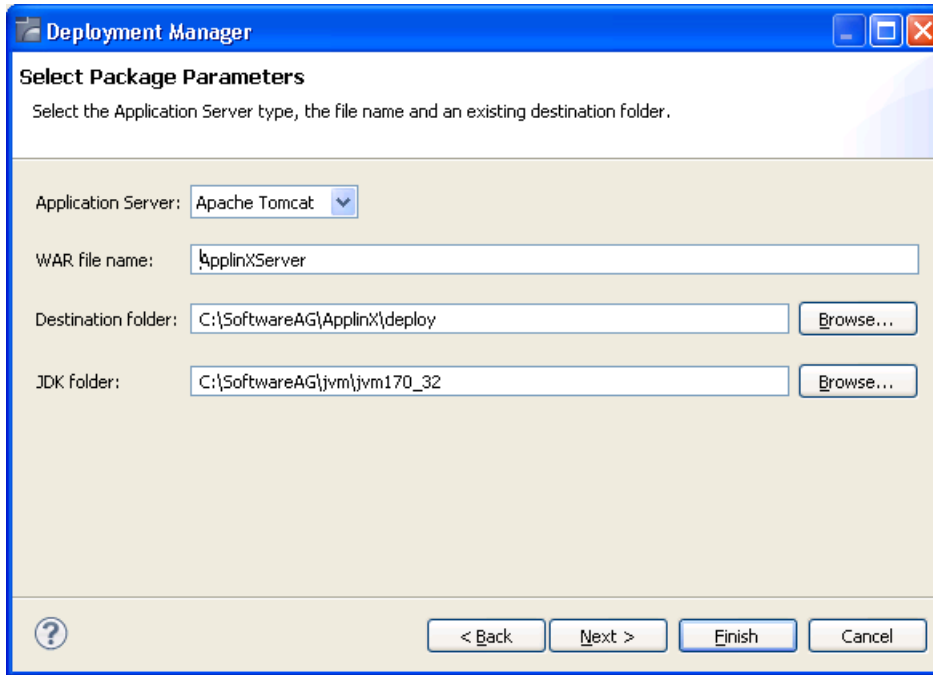 Deployment Manager
Select Package Parameters
Select the Application Server type, the file name and an existing destination folder.
Application Server: Apache Tomcat
WAR file name: ApplinXServer
Destination folder: C:\SoftwareAG\ApplinX\deploy Browse...
JDK folder: C:\SoftwareAG\jvm\jvm170_32 Browse...
? < Back Next > Finish Cancel